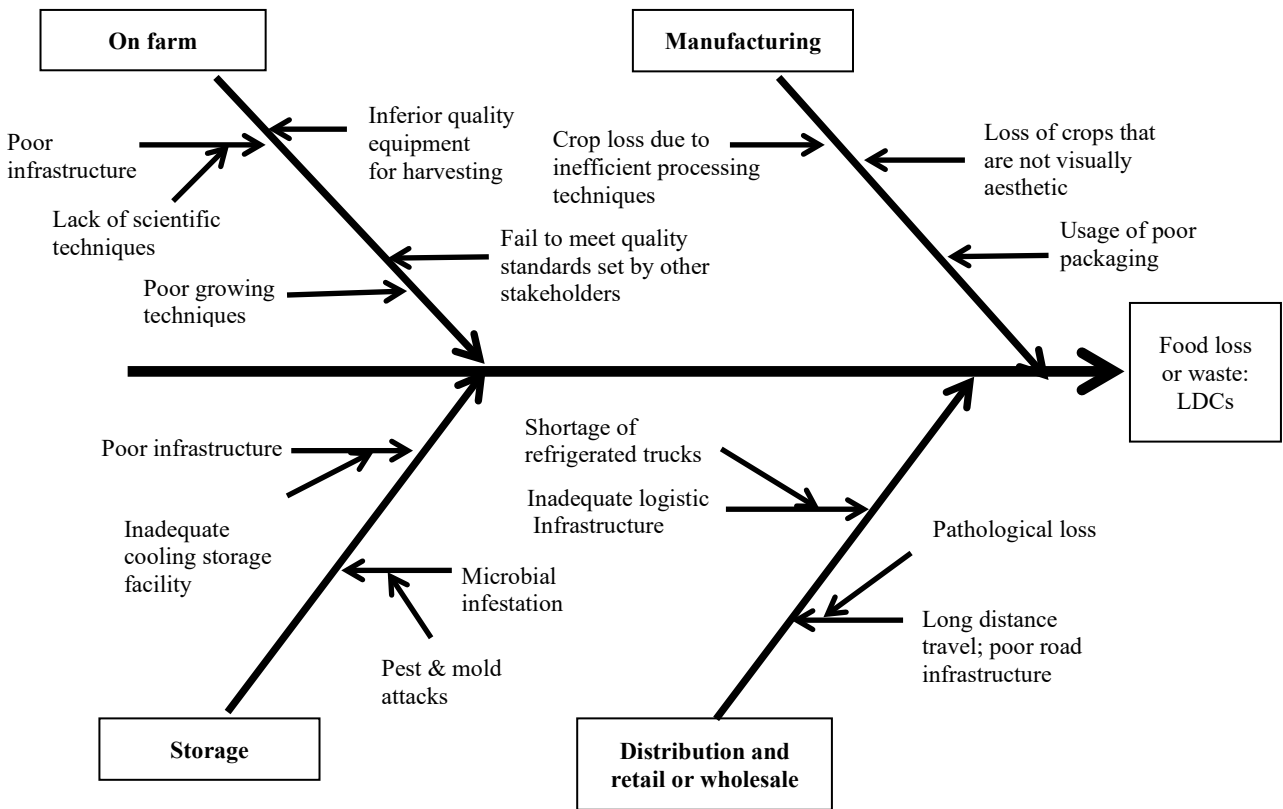 On farm
Manufacturing
Inferior quality
equipment
for harvesting
Poor
infrastructure
Lack of scientific
techniques
Fail to meet quality
standards set by other
stakeholders
Poor growing
techniques
Crop loss due to
inefficient processing
techniques
Loss of crops that
are not visually
aesthetic
Usage of poor
packaging
Food loss
or waste:
LDCs
Poor infrastructure
Inadequate
cooling storage
facility
Microbial
infestation
Pest & mold
attacks
Shortage of
refrigerated trucks
Inadequate logistic
Infrastructure
Pathological loss
Long distance
travel; poor road
infrastructure
Storage
Distribution and
retail or wholesale